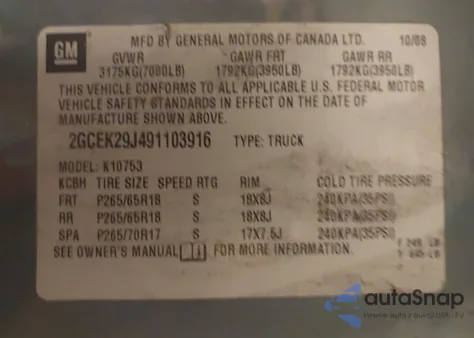 GM
MFD BY GENERAL MOTORS OF CANADA LTD. 10/08
GVWR GAWR FRT GAWR RR
3175KG(7000LB) 1792KG(3950LB) 1792KG(3950LB)
THIS VEHICLE CONFORMS TO ALL APPLICABLE U.S. FEDERAL MOTOR
VEHICLE SAFETY STANDARDS IN EFFECT ON THE DATE OF
MANUFACTURE SHOWN ABOVE.
2GCEK29J491103916 TYPE: TRUCK
MODEL: K10753
KCBH TIRE SIZE SPEED RTG RIM COLD TIRE PRESSURE
FRT P265/65R18 S 18X8J 240KPA(35PSI)
RR P265/65R18 S 18X8J 240KPA(35PSI)
SPA P265/70R17 S 17X7.5J 240KPA(35PSI)
SEE OWNER'S MANUAL FOR MORE INFORMATION.
autoSnap